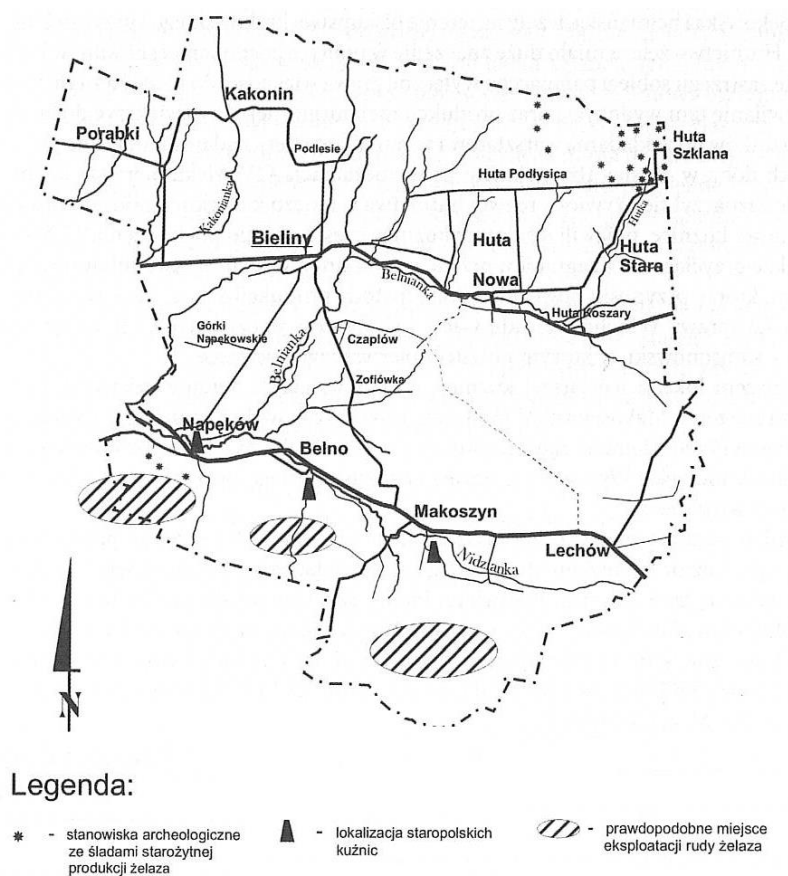 Kakonin
Porąbki
Podlesie
Huta
Szklana
Huta Podłysica
Kakonianka
Huta
Bieliny
Huta
Nowa
Huta
Stara
Belnianka
Huta Koszary
Górki
Napękowskie
Belnianka
Czaplów
Zofiówka
Napęków
Belno
Makoszyn
Lechów
Nidzianka
N
Legenda:
- stanowiska archeologiczne
ze śladami starożytnej
produkcji żelaza
- lokalizacja staropolskich
kuźnic
- prawdopodobne miejsce
eksploatacji rudy żelaza